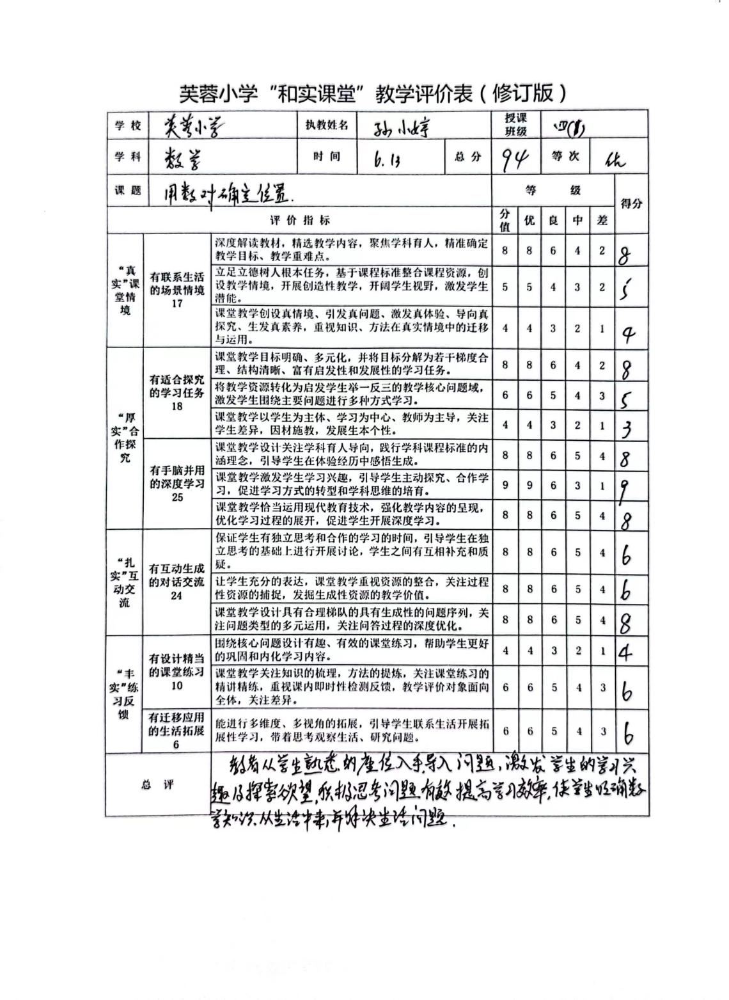 芙蓉小学“和实课堂”教学评价表（修订版）
学校 芙蓉小学 执教姓名 孙小婷 授课班级 四(1)
学科 数学 时间 6.13 总分 94 等次 优
课题 用数对确定位置. 等级 得分
评价指标 分值 优 良 中 差
“真实”课堂情境
有联系生活的场景情境 17
深度解读教材，精选教学内容，聚焦学科育人，精准确定
教学目标、教学重难点。 8 8 6 4 2 8
立足立德树人根本任务，基于课程标准整合课程资源，创
设教学情境，开展创造性教学，开阔学生视野，激发学生
潜能。 5 5 4 3 2 5
课堂教学创设真情境、引发真问题、激发真体验、导向真
探究、生发真素养，重视知识、方法在真实情境中的迁移
与运用。 4 4 3 2 1 4
“厚实”合作探究
有适合探究的学习任务 18
课堂教学目标明确、多元化，并将目标分解为若干梯度合
理、结构清晰、富有启发性和发展性的学习任务。 8 8 6 4 2 8
将教学资源转化为启发学生举一反三的教学核心问题域，
激发学生围绕主要问题进行多种方式学习。 6 6 5 4 3 5
课堂教学以学生为主体、学习为中心、教师为主导，关注
学生差异，因材施教，发展生本个性。 4 4 3 2 1 3
有手脑并用的深度学习 25
课堂教学设计关注学科育人导向，践行学科课程标准的内
涵理念，引导学生在体验经历中感悟生成。 8 8 6 5 4 8
课堂教学激发学生学习兴趣，引导学生主动探究、合作学
习，促进学习方式的转型和学科思维的培育。 9 9 6 3 1 9
课堂教学恰当运用现代教育技术，强化教学内容的呈现，
优化学习过程的展开，促进学生开展深度学习。 8 8 6 5 4 8
“扎实”互动交流
有互动生成的对话交流 24
保证学生有独立思考和合作的学习的时间，引导学生在独
立思考的基础上进行开展讨论，学生之间有互相补充和质
疑。 8 8 6 5 4 6
让学生充分的表达，课堂教学重视资源的整合，关注过程
性资源的捕捉，发掘生成性资源的教学价值。 8 8 6 5 4 6
课堂教学设计具有合理梯队的具有生成性的问题序列，关
注问题类型的多元运用，关注问答过程的深度优化。 8 8 6 5 4 8
“丰实”练习反馈
有设计精当的课堂练习 10
围绕核心问题设计有趣、有效的课堂练习，帮助学生更好
的巩固和内化学习内容。 4 4 3 2 1 4
课堂教学关注知识的梳理，方法的提炼，关注课堂练习的
精讲精练，重视课内即时性检测反馈，教学评价对象面向
全体，关注差异。 6 6 5 4 3 6
有迁移应用的生活拓展 6
能进行多维度、多视角的拓展，引导学生联系生活开展拓
展性学习，带着思考观察生活、研究问题。 6 6 5 4 3 6
总评
教者从学生熟悉的座位入手导入问题，激发学生的学习兴
趣及探索欲望，积极思考问题有效提高学习效率，使学生明确数
学知识从生活中来，并解决生活问题.